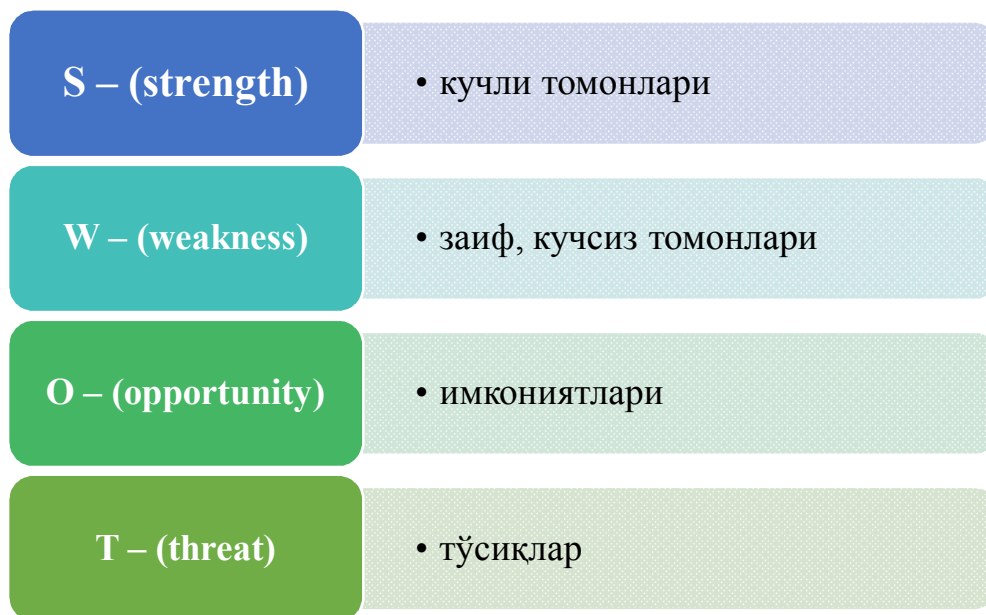 S – (strength)
• кучли томонлари
W – (weakness)
• заиф, кучсиз томонлари
O – (opportunity)
• имкониятлари
T – (threat)
• тўсиқлар